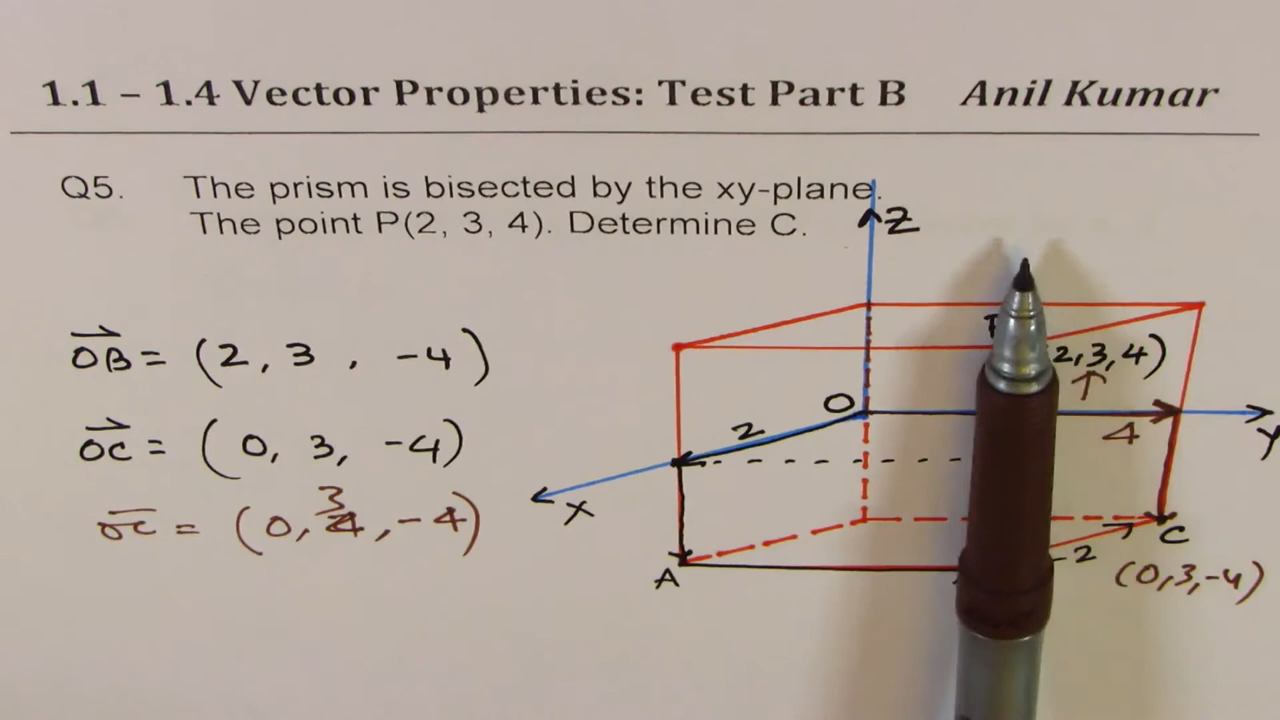 1.1 – 1.4 Vector Properties: Test Part B Anil Kumar
Q5. The prism is bisected by the xy-plane.
The point P(2, 3, 4). Determine C.
Z
OB = (2, 3, -4)
2,3,4)
O
2
4
Y
OC = (0, 3, -4)
X
3
OC = (0, 4, -4)
C
-2
A
(0,3,-4)